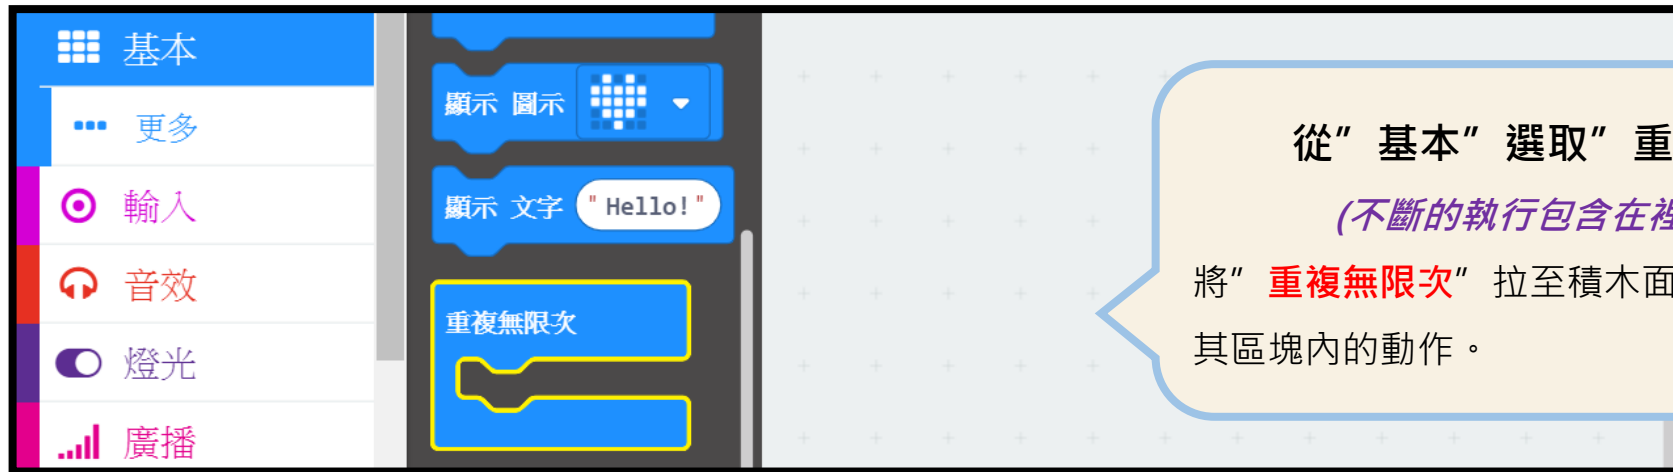 基本
更多
輸入
音效
燈光
廣播
顯示 圖示
顯示 文字 "Hello!"
重複無限次
從”基本”選取”重
(不斷的執行包含在裡
將”重複無限次”拉至積木面
其區塊內的動作。